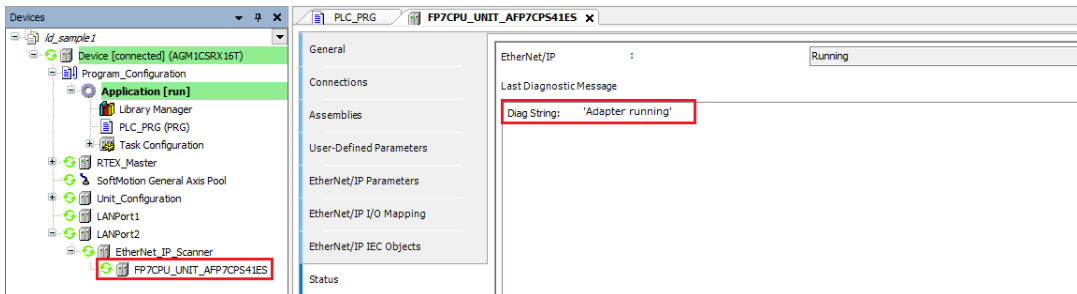 Devices
ld_sample1
Device [connected] (AGM1CSRX16T)
Program_Configuration
Application [run]
Library Manager
PLC_PRG (PRG)
Task Configuration
RTEX_Master
SoftMotion General Axis Pool
Unit_Configuration
LANPort1
LANPort2
EtherNet_IP_Scanner
FP7CPU_UNIT_AFP7CPS41ES
PLC_PRG
FP7CPU_UNIT_AFP7CPS41ES
General
Connections
Assemblies
User-Defined Parameters
EtherNet/IP Parameters
EtherNet/IP I/O Mapping
EtherNet/IP IEC Objects
Status
EtherNet/IP : Running
Last Diagnostic Message
Diag String: 'Adapter running'